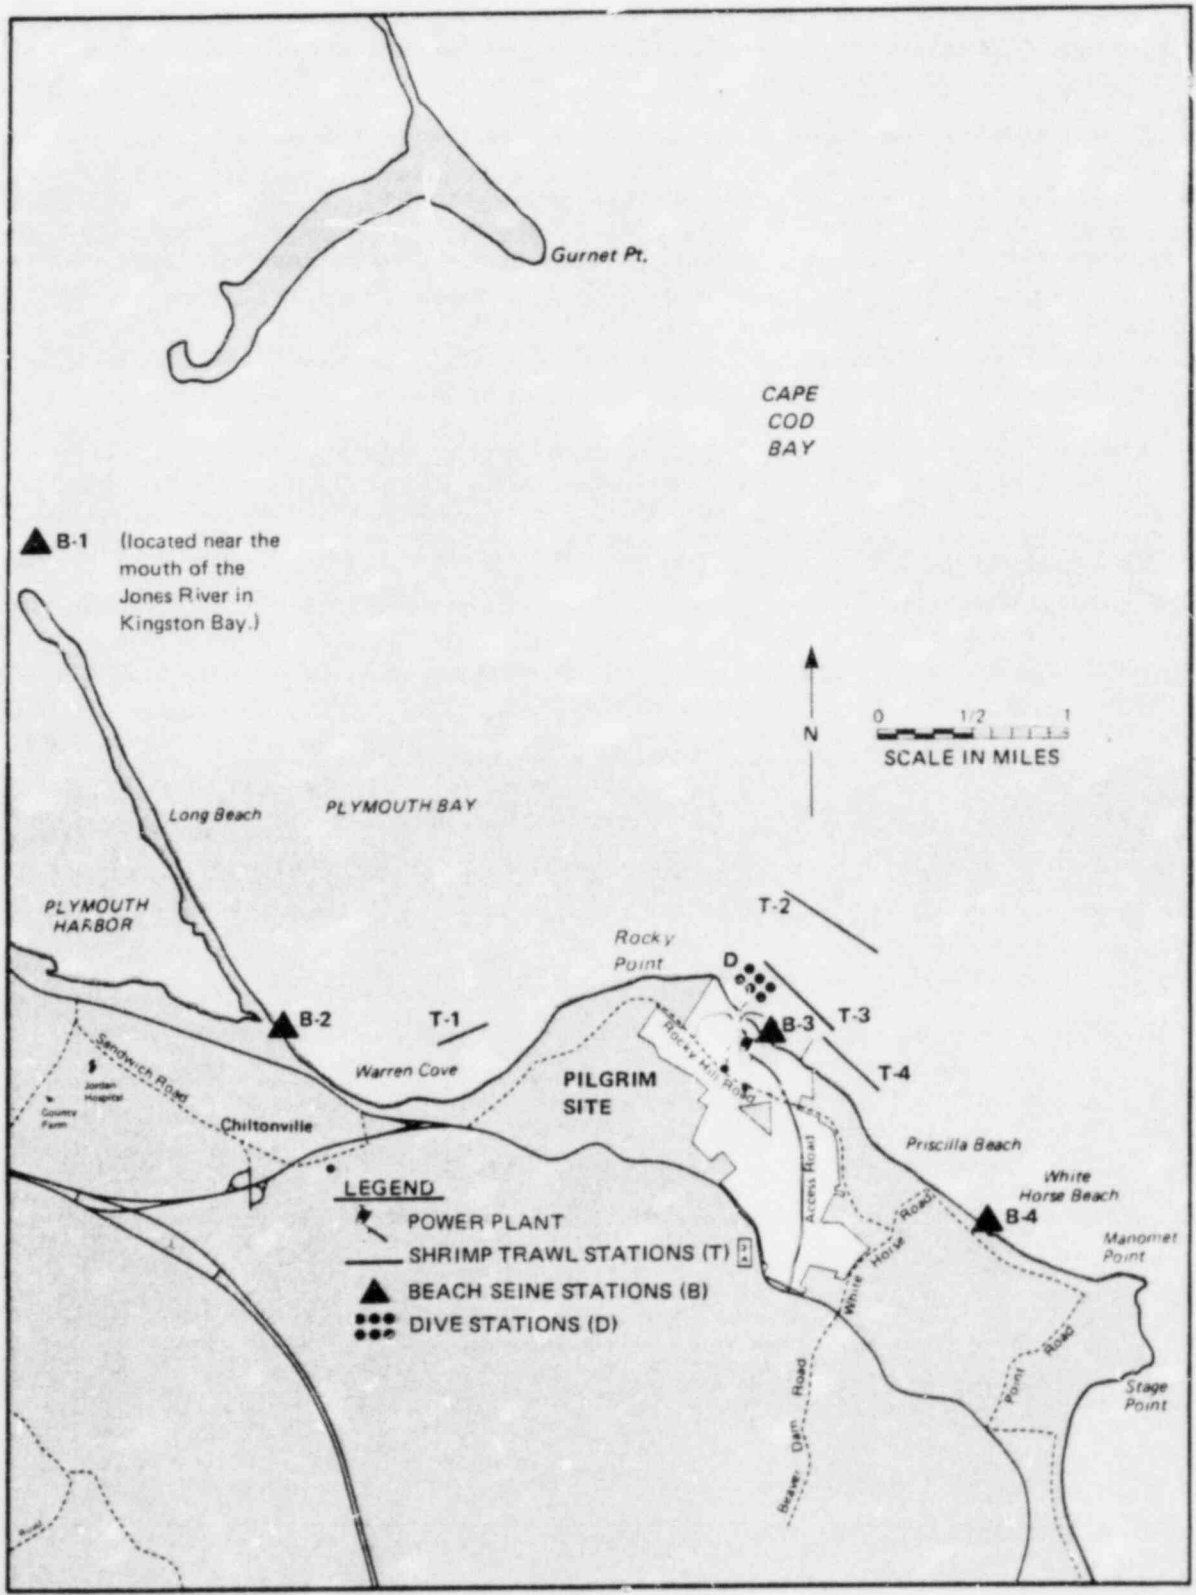 Gurnet Pt.
CAPE
COD
BAY
B-1 (located near the
mouth of the
Jones River in
Kingston Bay.)
0 1/2 1
N
SCALE IN MILES
Long Beach
PLYMOUTH BAY
PLYMOUTH
HARBOR
T-2
Rocky
Point
D
B-2
T-1
B-3
T-3
Rocky Hill Road
Sandwich Road
Warren Cove
PILGRIM
SITE
T-4
Jordan
Hospital
County
Farm
Chiltonville
Access Road
Priscilla Beach
White
Horse Beach
B-4
Manomet
Point
White Horse Road
LEGEND
POWER PLANT
SHRIMP TRAWL STATIONS (T)
BEACH SEINE STATIONS (B)
DIVE STATIONS (D)
Point Road
Stage
Point
Beaver Dam Road